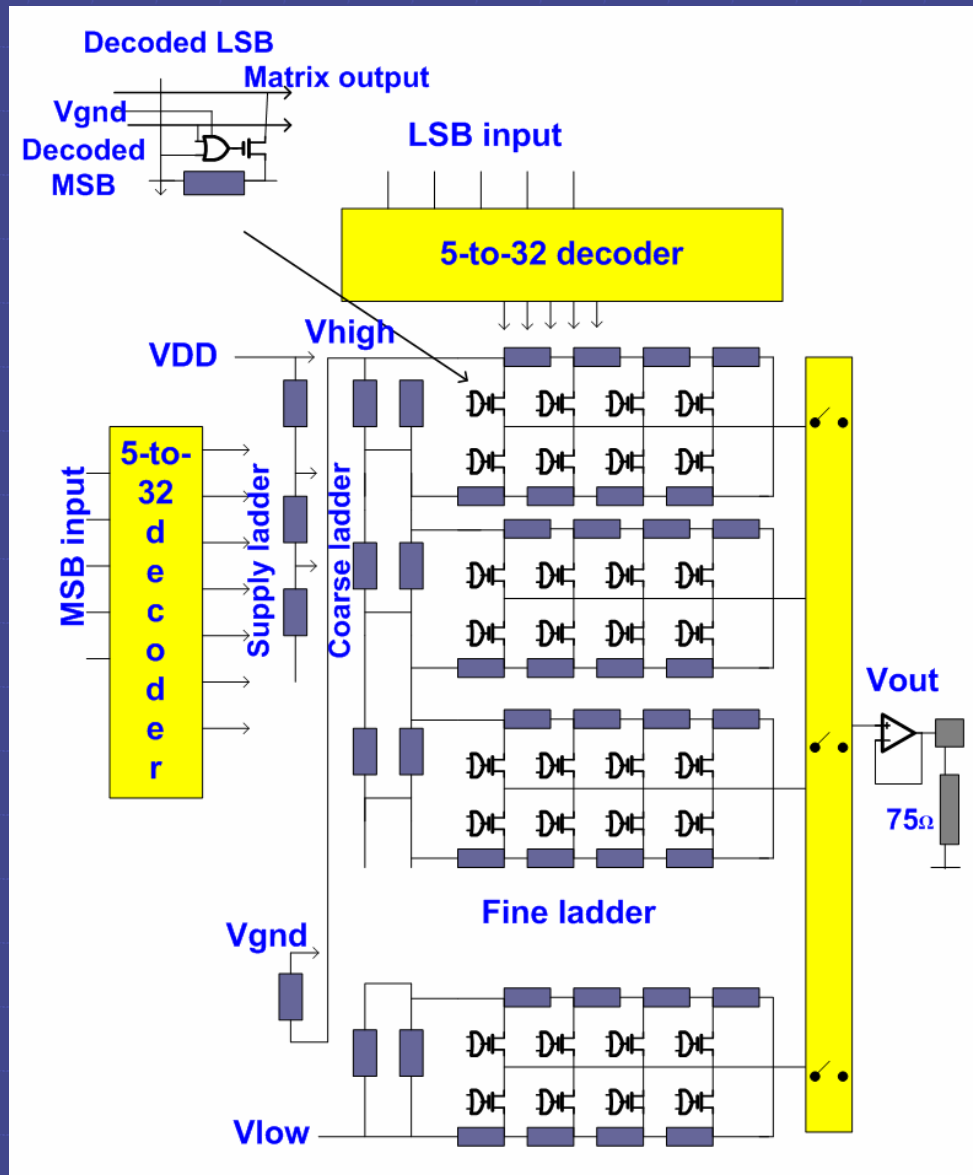 Decoded LSB
Matrix output
Vgnd
Decoded
MSB
LSB input
5-to-32 decoder
Vhigh
VDD
MSB input
5-to-
32
d
e
c
o
d
e
r
Supply ladder
Coarse ladder
Vout
75Ω
Fine ladder
Vgnd
Vlow